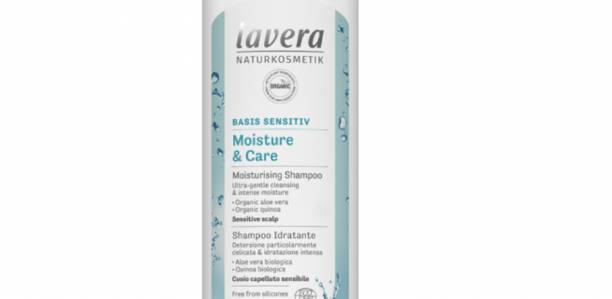 lavera
NATURKOSMETIK
ORGANIC
BASIS SENSITIV
Moisture
& Care
Moisturising Shampoo
Ultra-gentle cleansing
& intense moisture
• Organic aloe vera
• Organic quinoa
Sensitive scalp
Shampoo Idratante
Detersione particolarmente
delicata & idratazione intensa
• Aloe vera biologica
• Quinoa biologica
Cuoio capelluto sensibile
Free from silicones